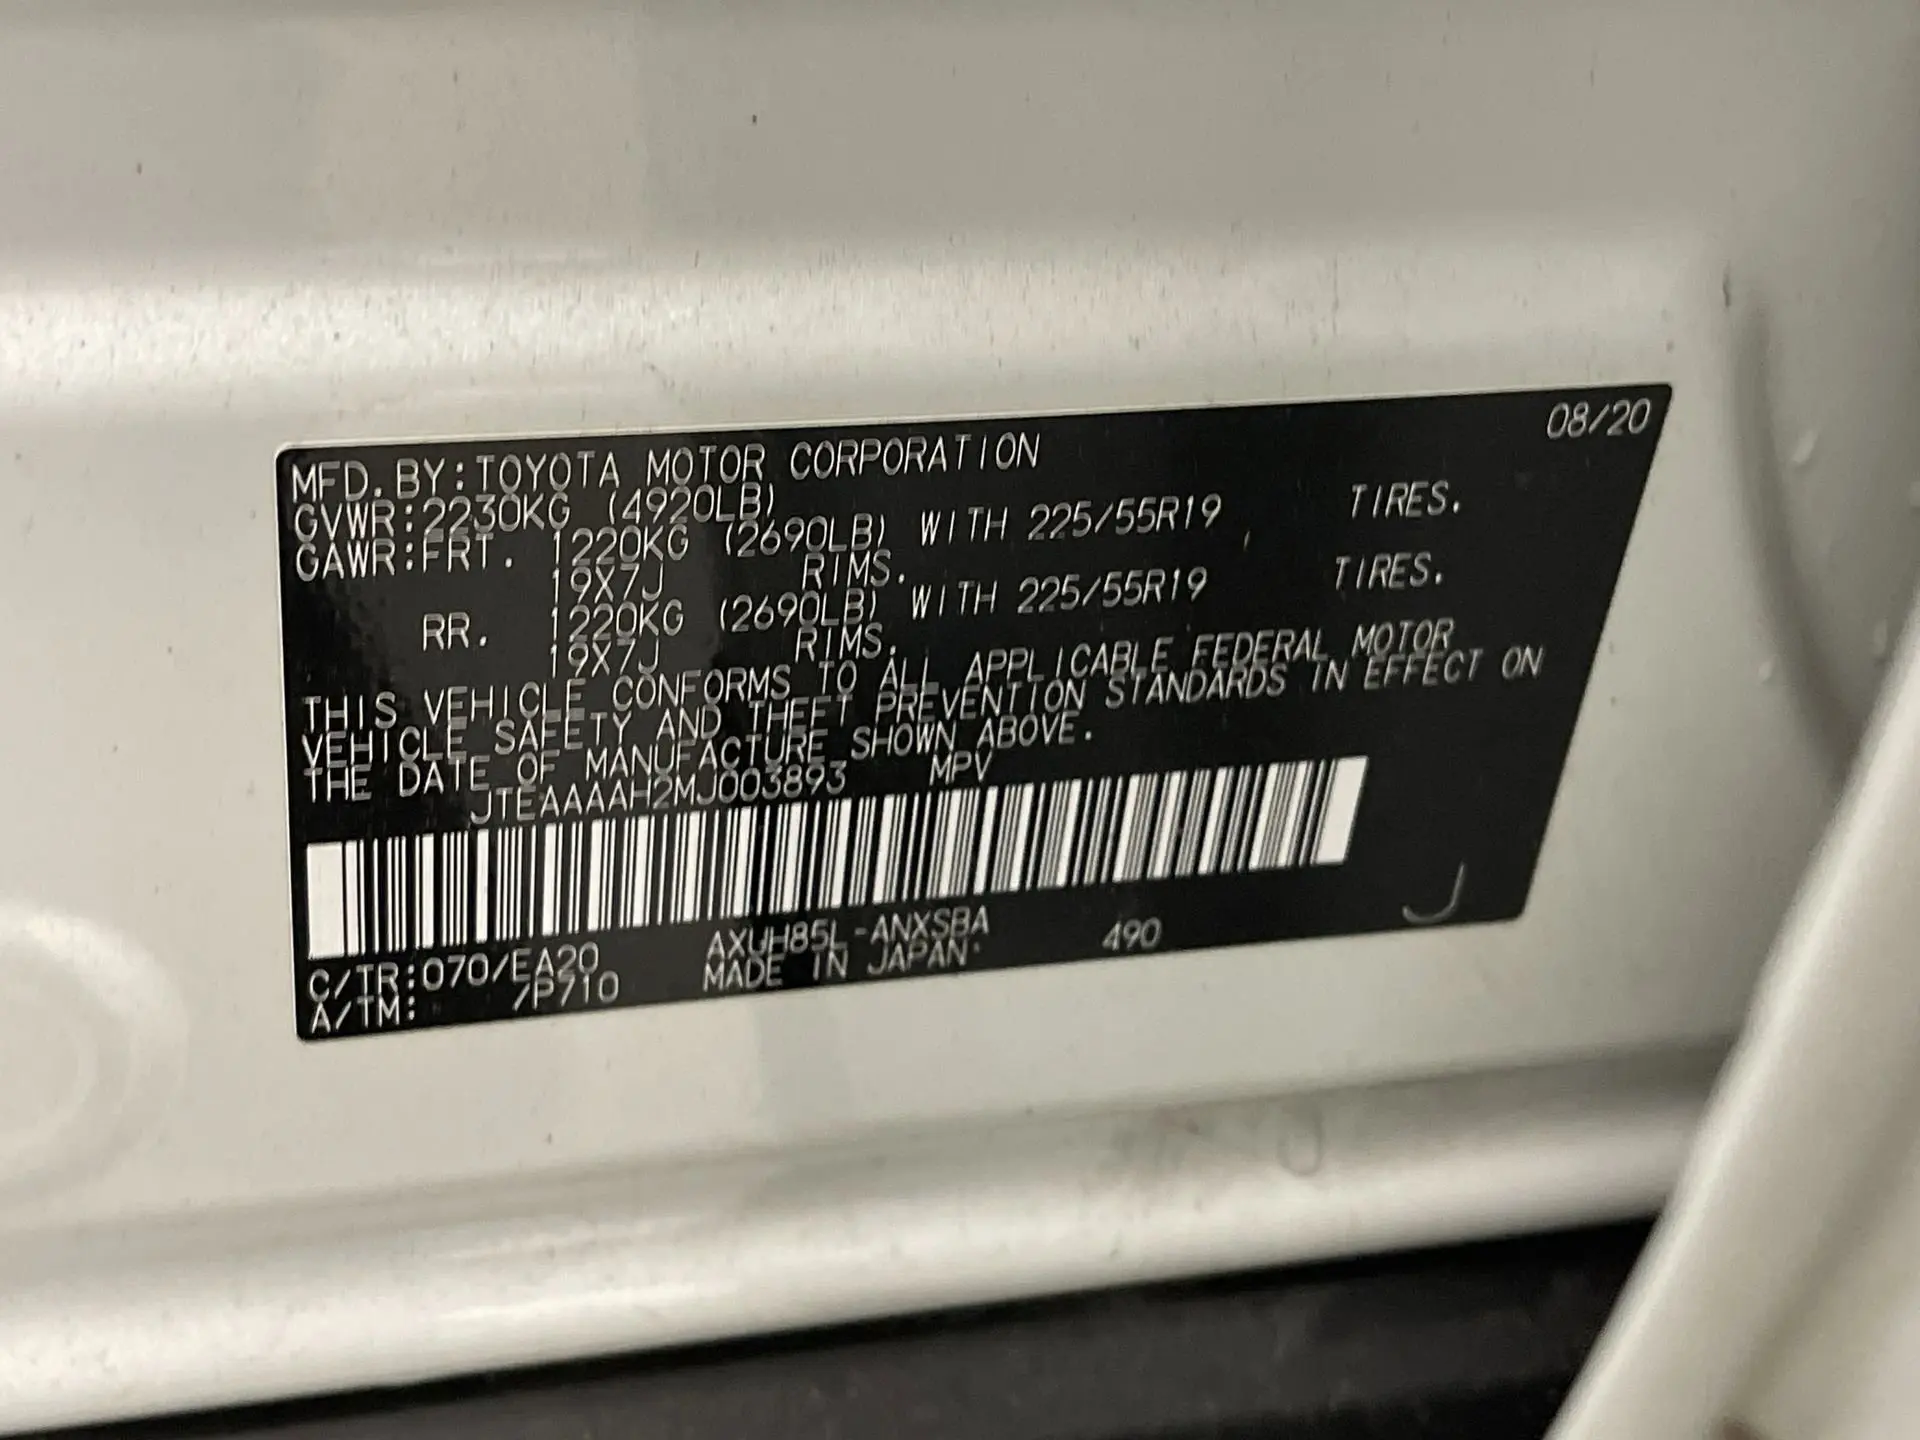 08/20
MFD.BY:TOYOTA MOTOR CORPORATION
GVWR:2230KG (4920LB)
GAWR:FRT. 1220KG (2690LB) WITH 225/55R19 TIRES.
19X7J RIMS.
RR. 1220KG (2690LB) WITH 225/55R19 TIRES.
19X7J RIMS.
THIS VEHICLE CONFORMS TO ALL APPLICABLE FEDERAL MOTOR
VEHICLE SAFETY AND THEFT PREVENTION STANDARDS IN EFFECT ON
THE DATE OF MANUFACTURE SHOWN ABOVE.
JTEAAAAH2MJ003893 MPV
C/TR:070/EA20 AXUH85L-ANXSBA 490 J
A/TM: /P710 MADE IN JAPAN